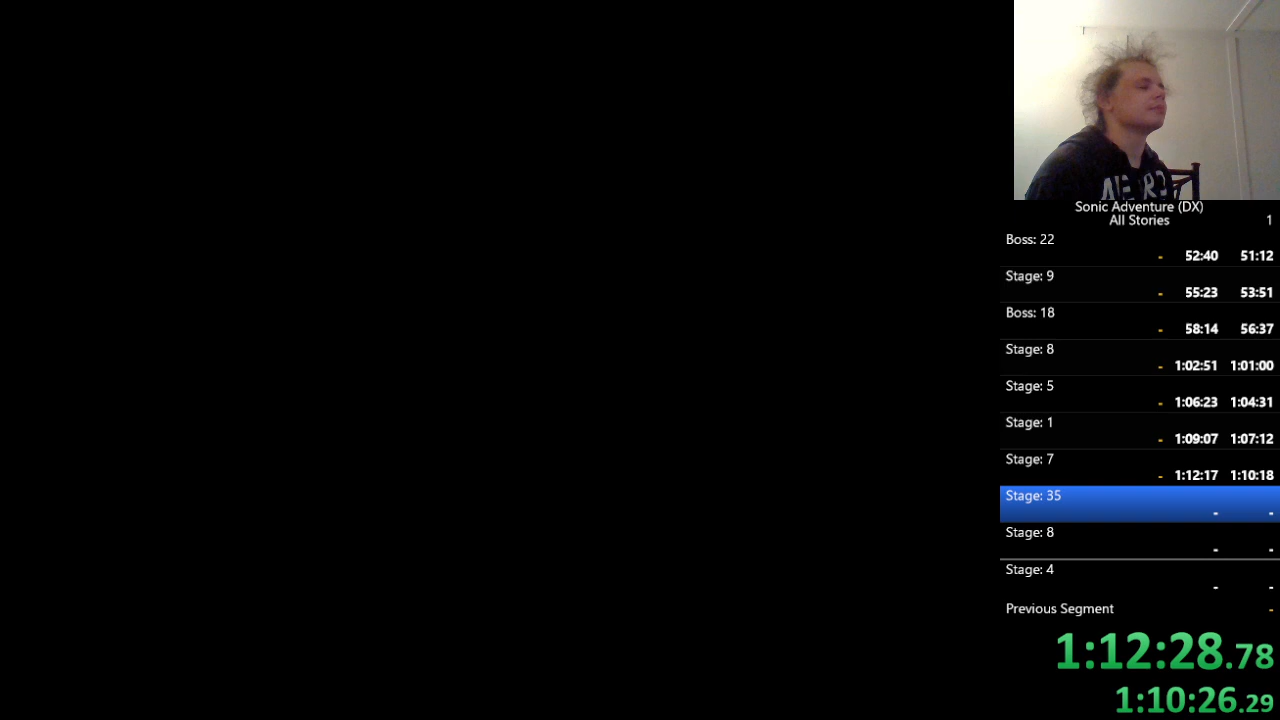 Sonic Adventure (DX)
All Stories 1
Boss: 22
- 52:40 51:12
Stage: 9
- 55:23 53:51
Boss: 18
- 58:14 56:37
Stage: 8
- 1:02:51 1:01:00
Stage: 5
- 1:06:23 1:04:31
Stage: 1
- 1:09:07 1:07:12
Stage: 7
- 1:12:17 1:10:18
Stage: 35
- -
Stage: 8
- -
Stage: 4
- -
Previous Segment -
1:12:28.78
1:10:26.29